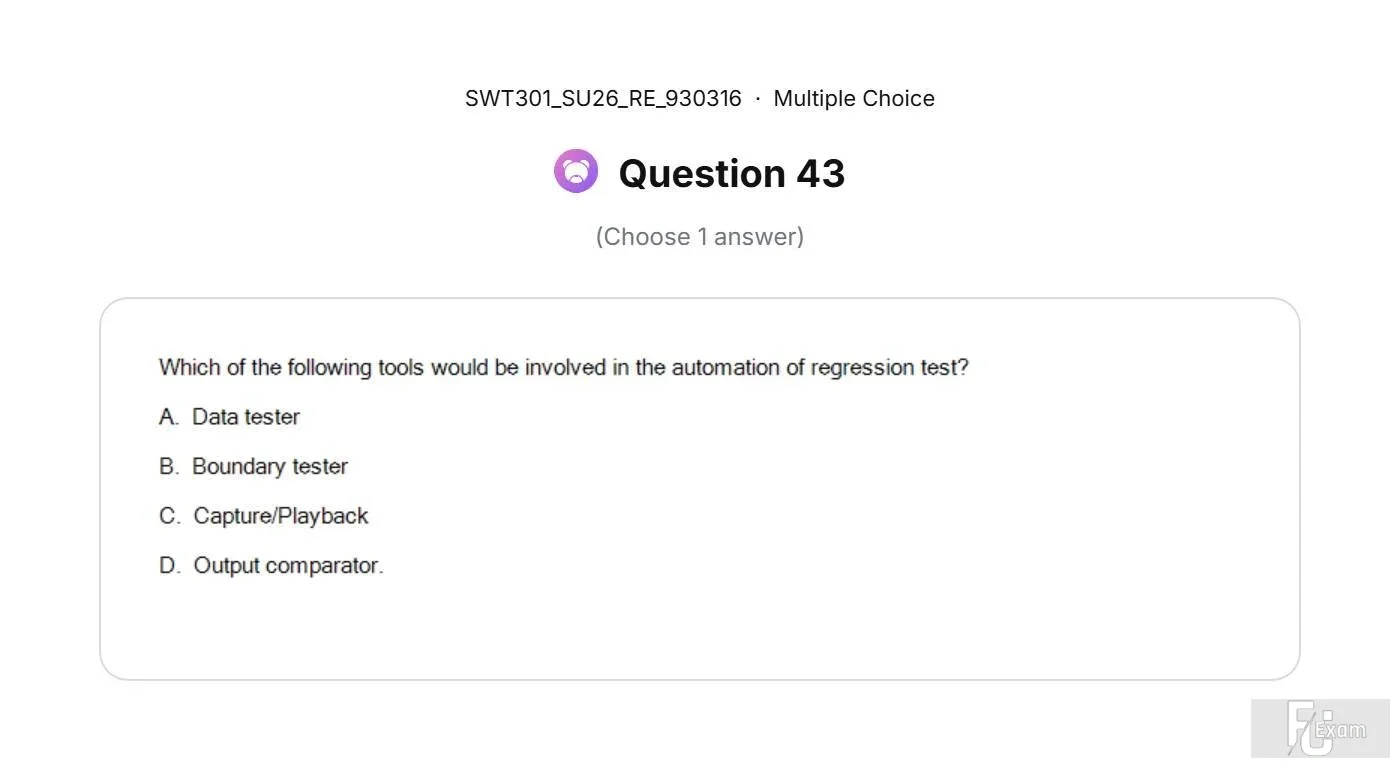 SWT301_SU26_RE_930316 · Multiple Choice
Question 43
(Choose 1 answer)
Which of the following tools would be involved in the automation of regression test?
A. Data tester
B. Boundary tester
C. Capture/Playback
D. Output comparator.
FU Exam